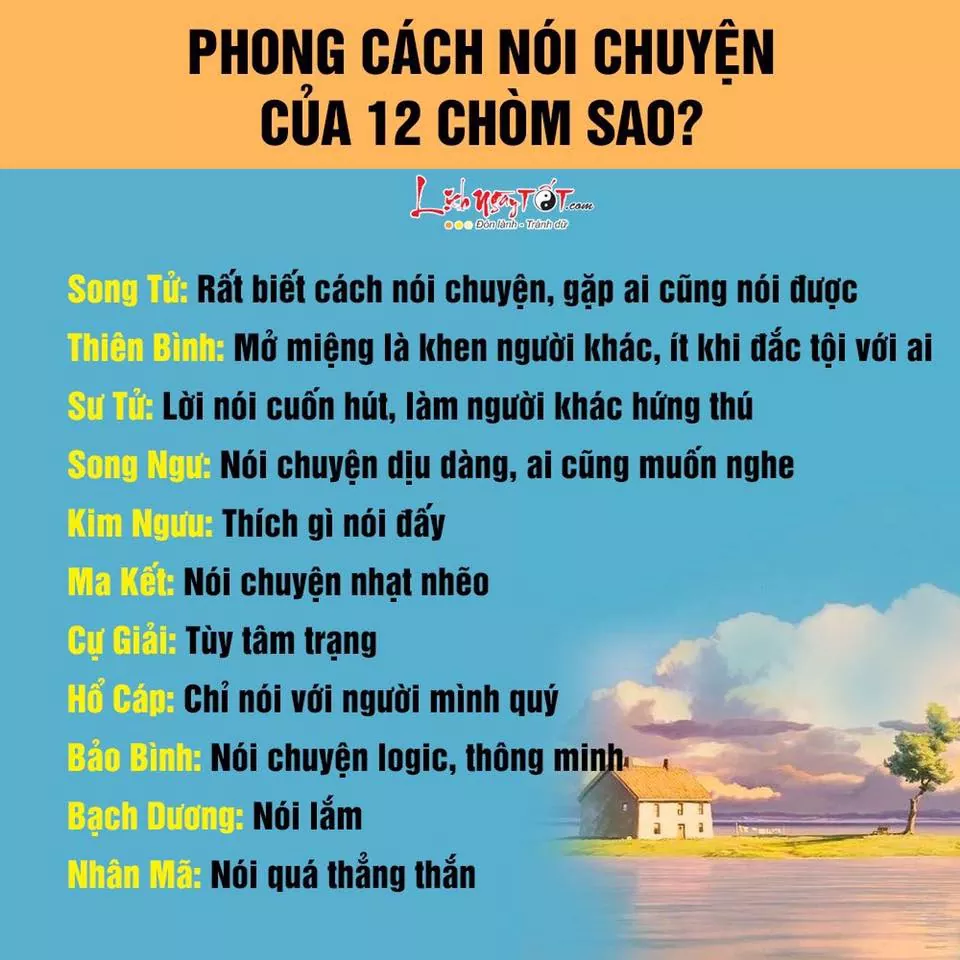 PHONG CÁCH NÓI CHUYỆN
CỦA 12 CHÒM SAO?
LịchNgàyTỐT.com
Đón lành - Tránh dữ
Song Tử: Rất biết cách nói chuyện, gặp ai cũng nói được
Thiên Bình: Mở miệng là khen người khác, ít khi đắc tội với ai
Sư Tử: Lời nói cuốn hút, làm người khác hứng thú
Song Ngư: Nói chuyện dịu dàng, ai cũng muốn nghe
Kim Ngưu: Thích gì nói đấy
Ma Kết: Nói chuyện nhạt nhẽo
Cự Giải: Tùy tâm trạng
Hổ Cáp: Chỉ nói với người mình quý
Bảo Bình: Nói chuyện logic, thông minh
Bạch Dương: Nói lắm
Nhân Mã: Nói quá thẳng thắn